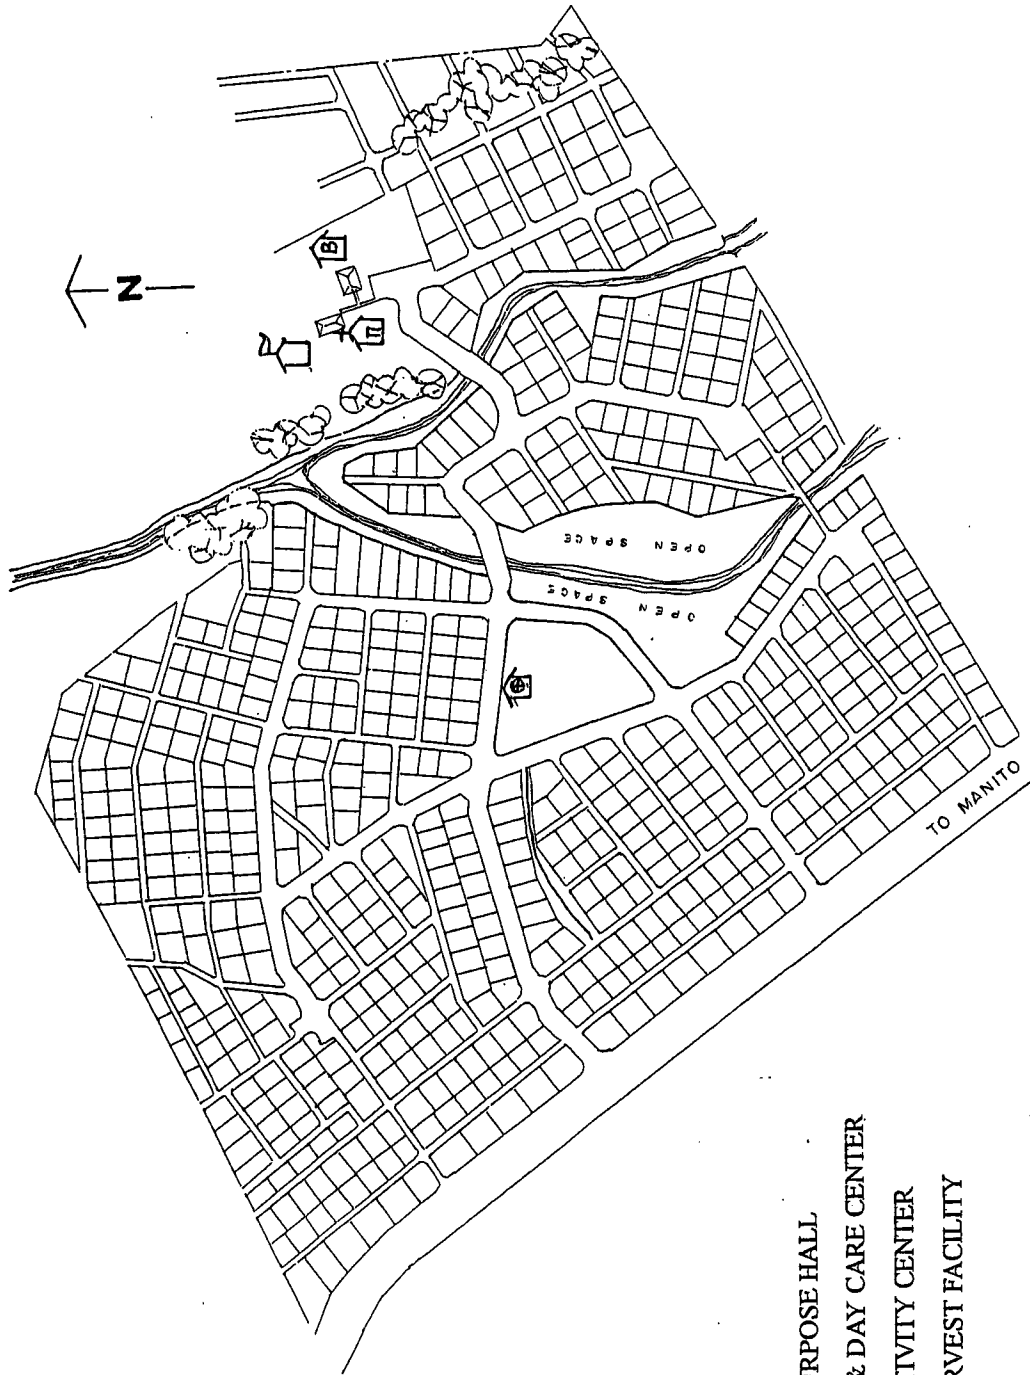 N
B
OPEN SPACE
OPEN SPACE
TO MANITO
RPOSE HALL
& DAY CARE CENTER
TIVITY CENTER
RVEST FACILITY